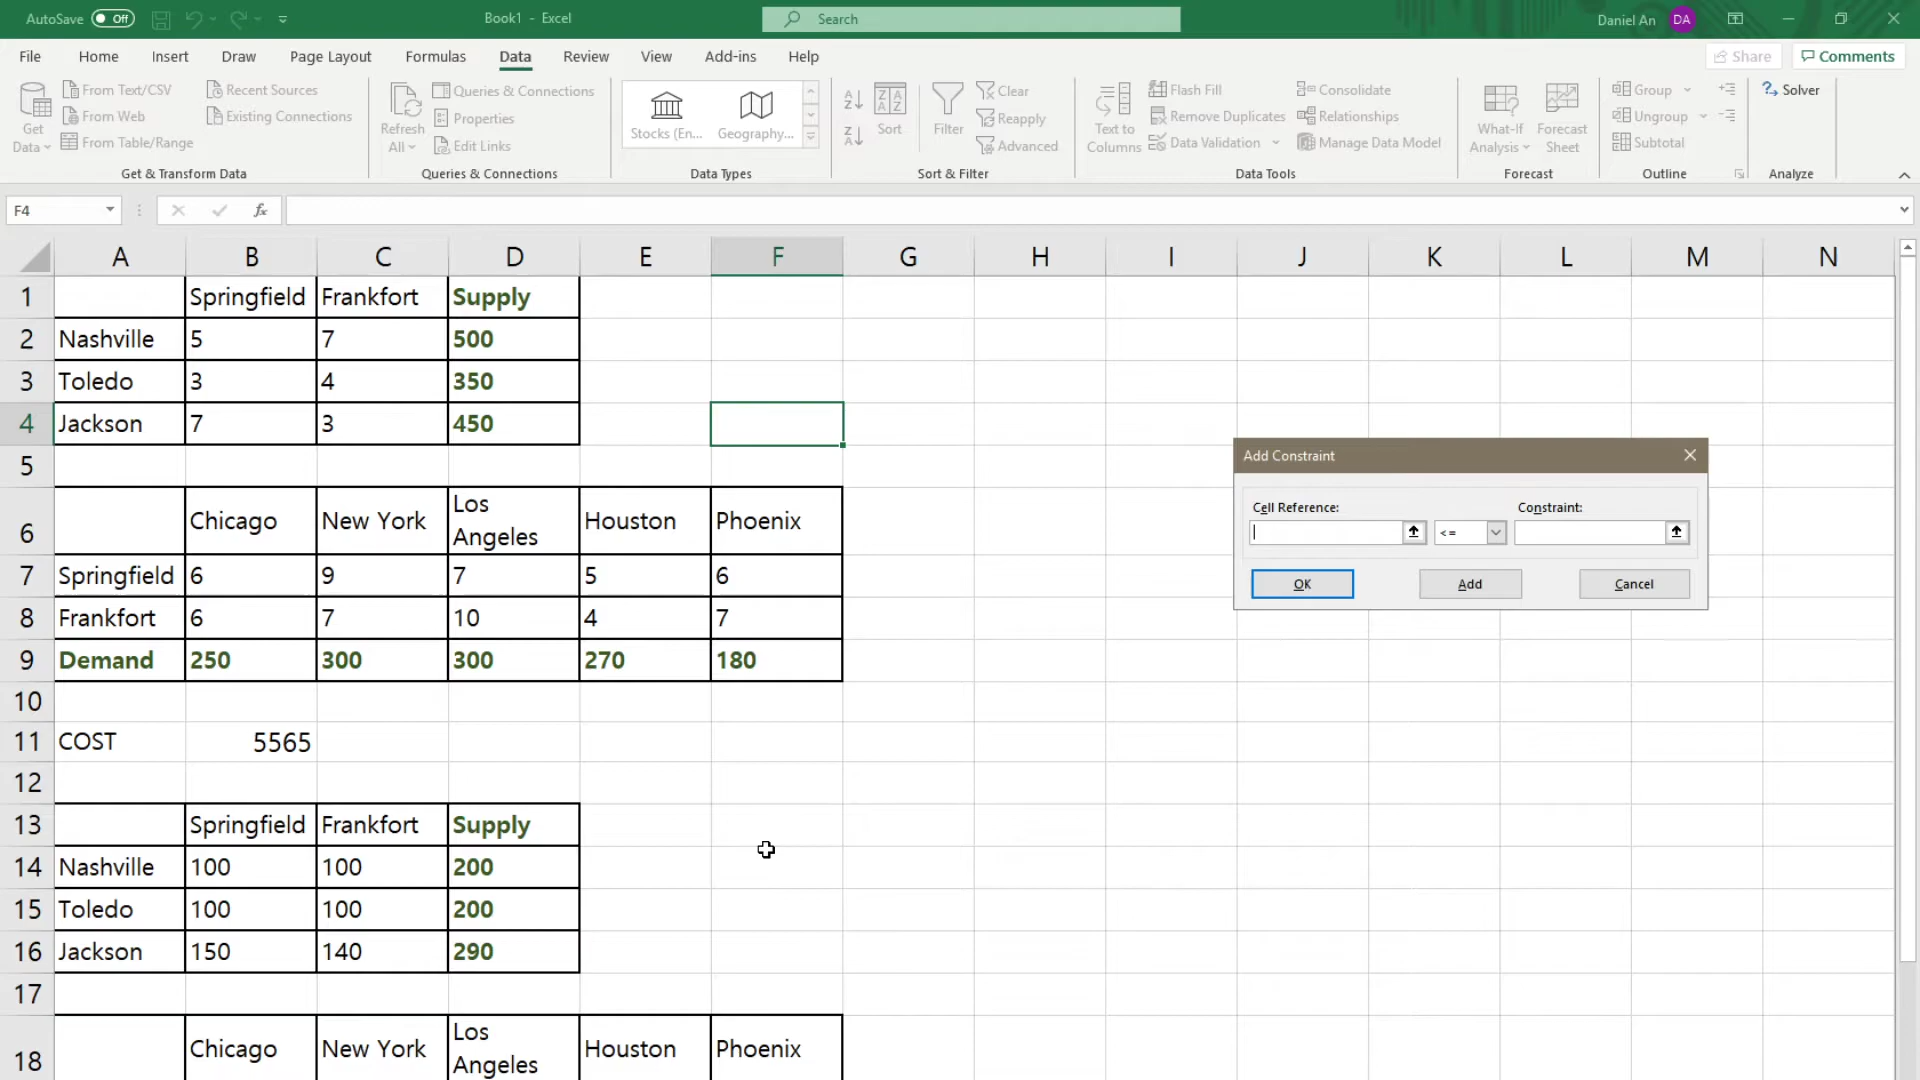 AutoSave Off Book1 - Excel Search Daniel An DA
File Home Insert Draw Page Layout Formulas Data Review View Add-ins Help Share Comments
Get Data
From Text/CSV
From Web
From Table/Range
Recent Sources
Existing Connections
Get & Transform Data
Refresh All
Queries & Connections
Properties
Edit Links
Queries & Connections
Stocks (En... Geography...
Data Types
Sort
Filter
Clear
Reapply
Advanced
Sort & Filter
Text to Columns
Flash Fill
Remove Duplicates
Data Validation
Consolidate
Relationships
Manage Data Model
Data Tools
What-If Analysis
Forecast Sheet
Forecast
Group
Ungroup
Subtotal
Outline
Solver
Analyze
F4 fx
A B C D E F G H I J K L M N
1 Springfield Frankfort Supply
2 Nashville 5 7 500
3 Toledo 3 4 350
4 Jackson 7 3 450
5
6 Chicago New York Los Angeles Houston Phoenix
7 Springfield 6 9 7 5 6
8 Frankfort 6 7 10 4 7
9 Demand 250 300 300 270 180
10
11 COST 5565
12
13 Springfield Frankfort Supply
14 Nashville 100 100 200
15 Toledo 100 100 200
16 Jackson 150 140 290
17
18 Chicago New York Los Angeles Houston Phoenix
Add Constraint
Cell Reference: Constraint:
<=
OK Add Cancel